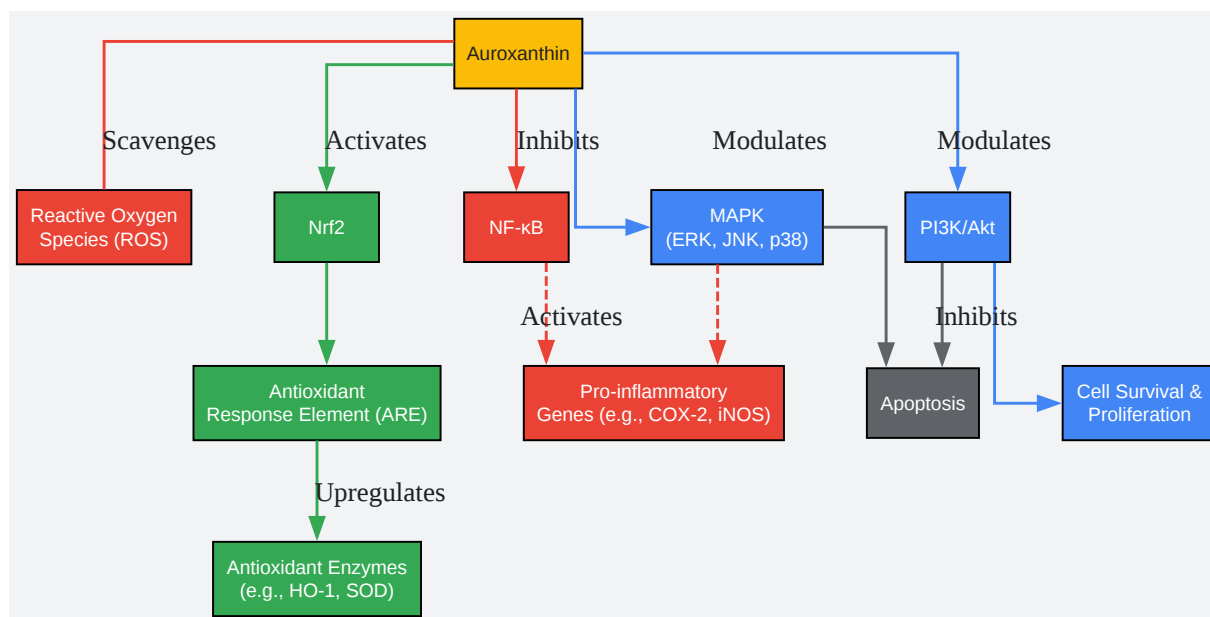 Auroxanthin
Scavenges
Activates
Inhibits
Modulates
Modulates
Reactive Oxygen
Species (ROS)
Nrf2
NF-κB
MAPK
(ERK, JNK, p38)
PI3K/Akt
Activates
Inhibits
Antioxidant
Response Element (ARE)
Pro-inflammatory
Genes (e.g., COX-2, iNOS)
Apoptosis
Cell Survival &
Proliferation
Upregulates
Antioxidant Enzymes
(e.g., HO-1, SOD)